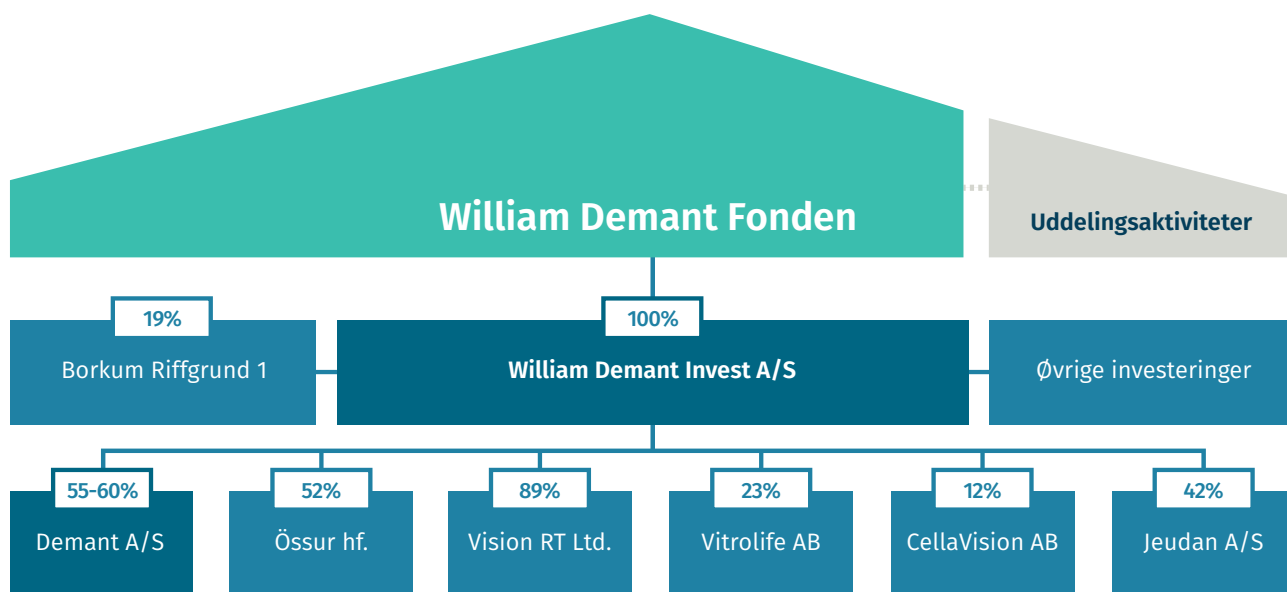 William Demant Fonden
Uddelingsaktiviteter
19%
Borkum Riffgrund 1
100%
William Demant Invest A/S
Øvrige investeringer
55-60%
Demant A/S
52%
Össur hf.
89%
Vision RT Ltd.
23%
Vitrolife AB
12%
CellaVision AB
42%
Jeudan A/S